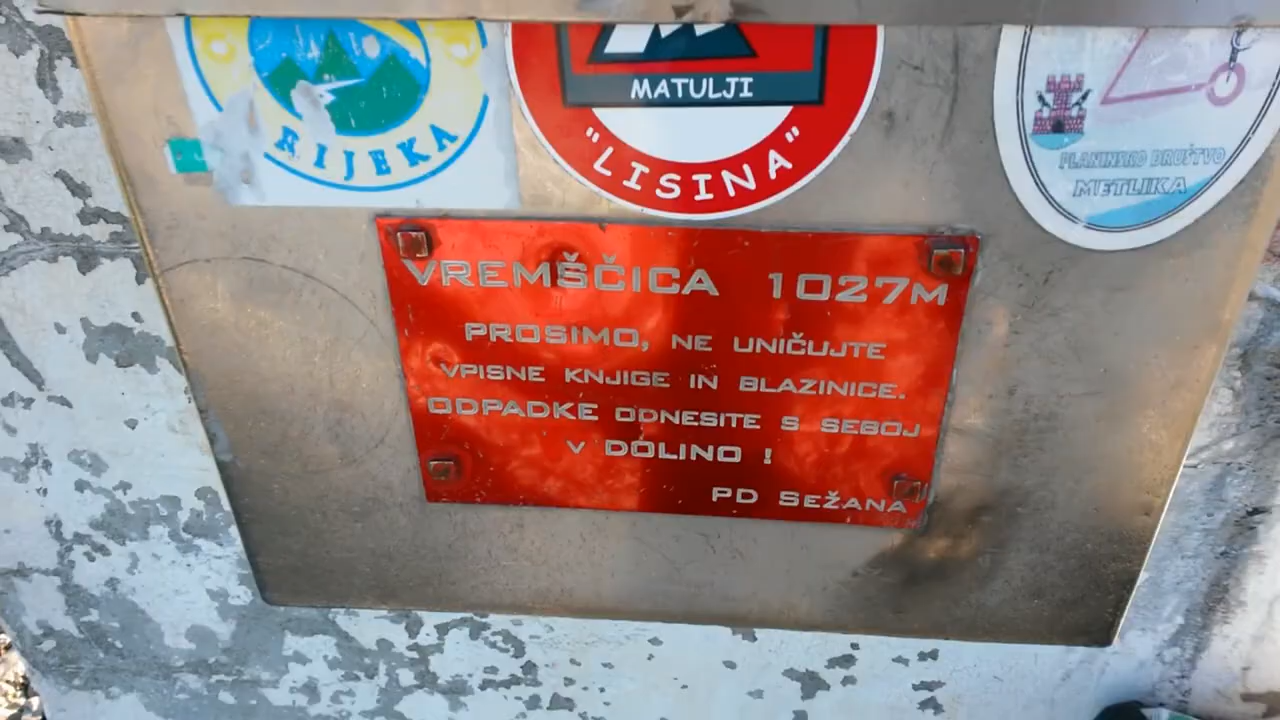 RIJEKA
MATULJI
"LISINA"
PLANINSKO DRUŠTVO
METLIKA
VREMŠČICA 1027M
PROSIMO, NE UNIČUJTE
VPISNE KNJIGE IN BLAZINICE.
ODPADKE ODNESITE S SEBOJ
V DOLINO !
PD SEŽANA